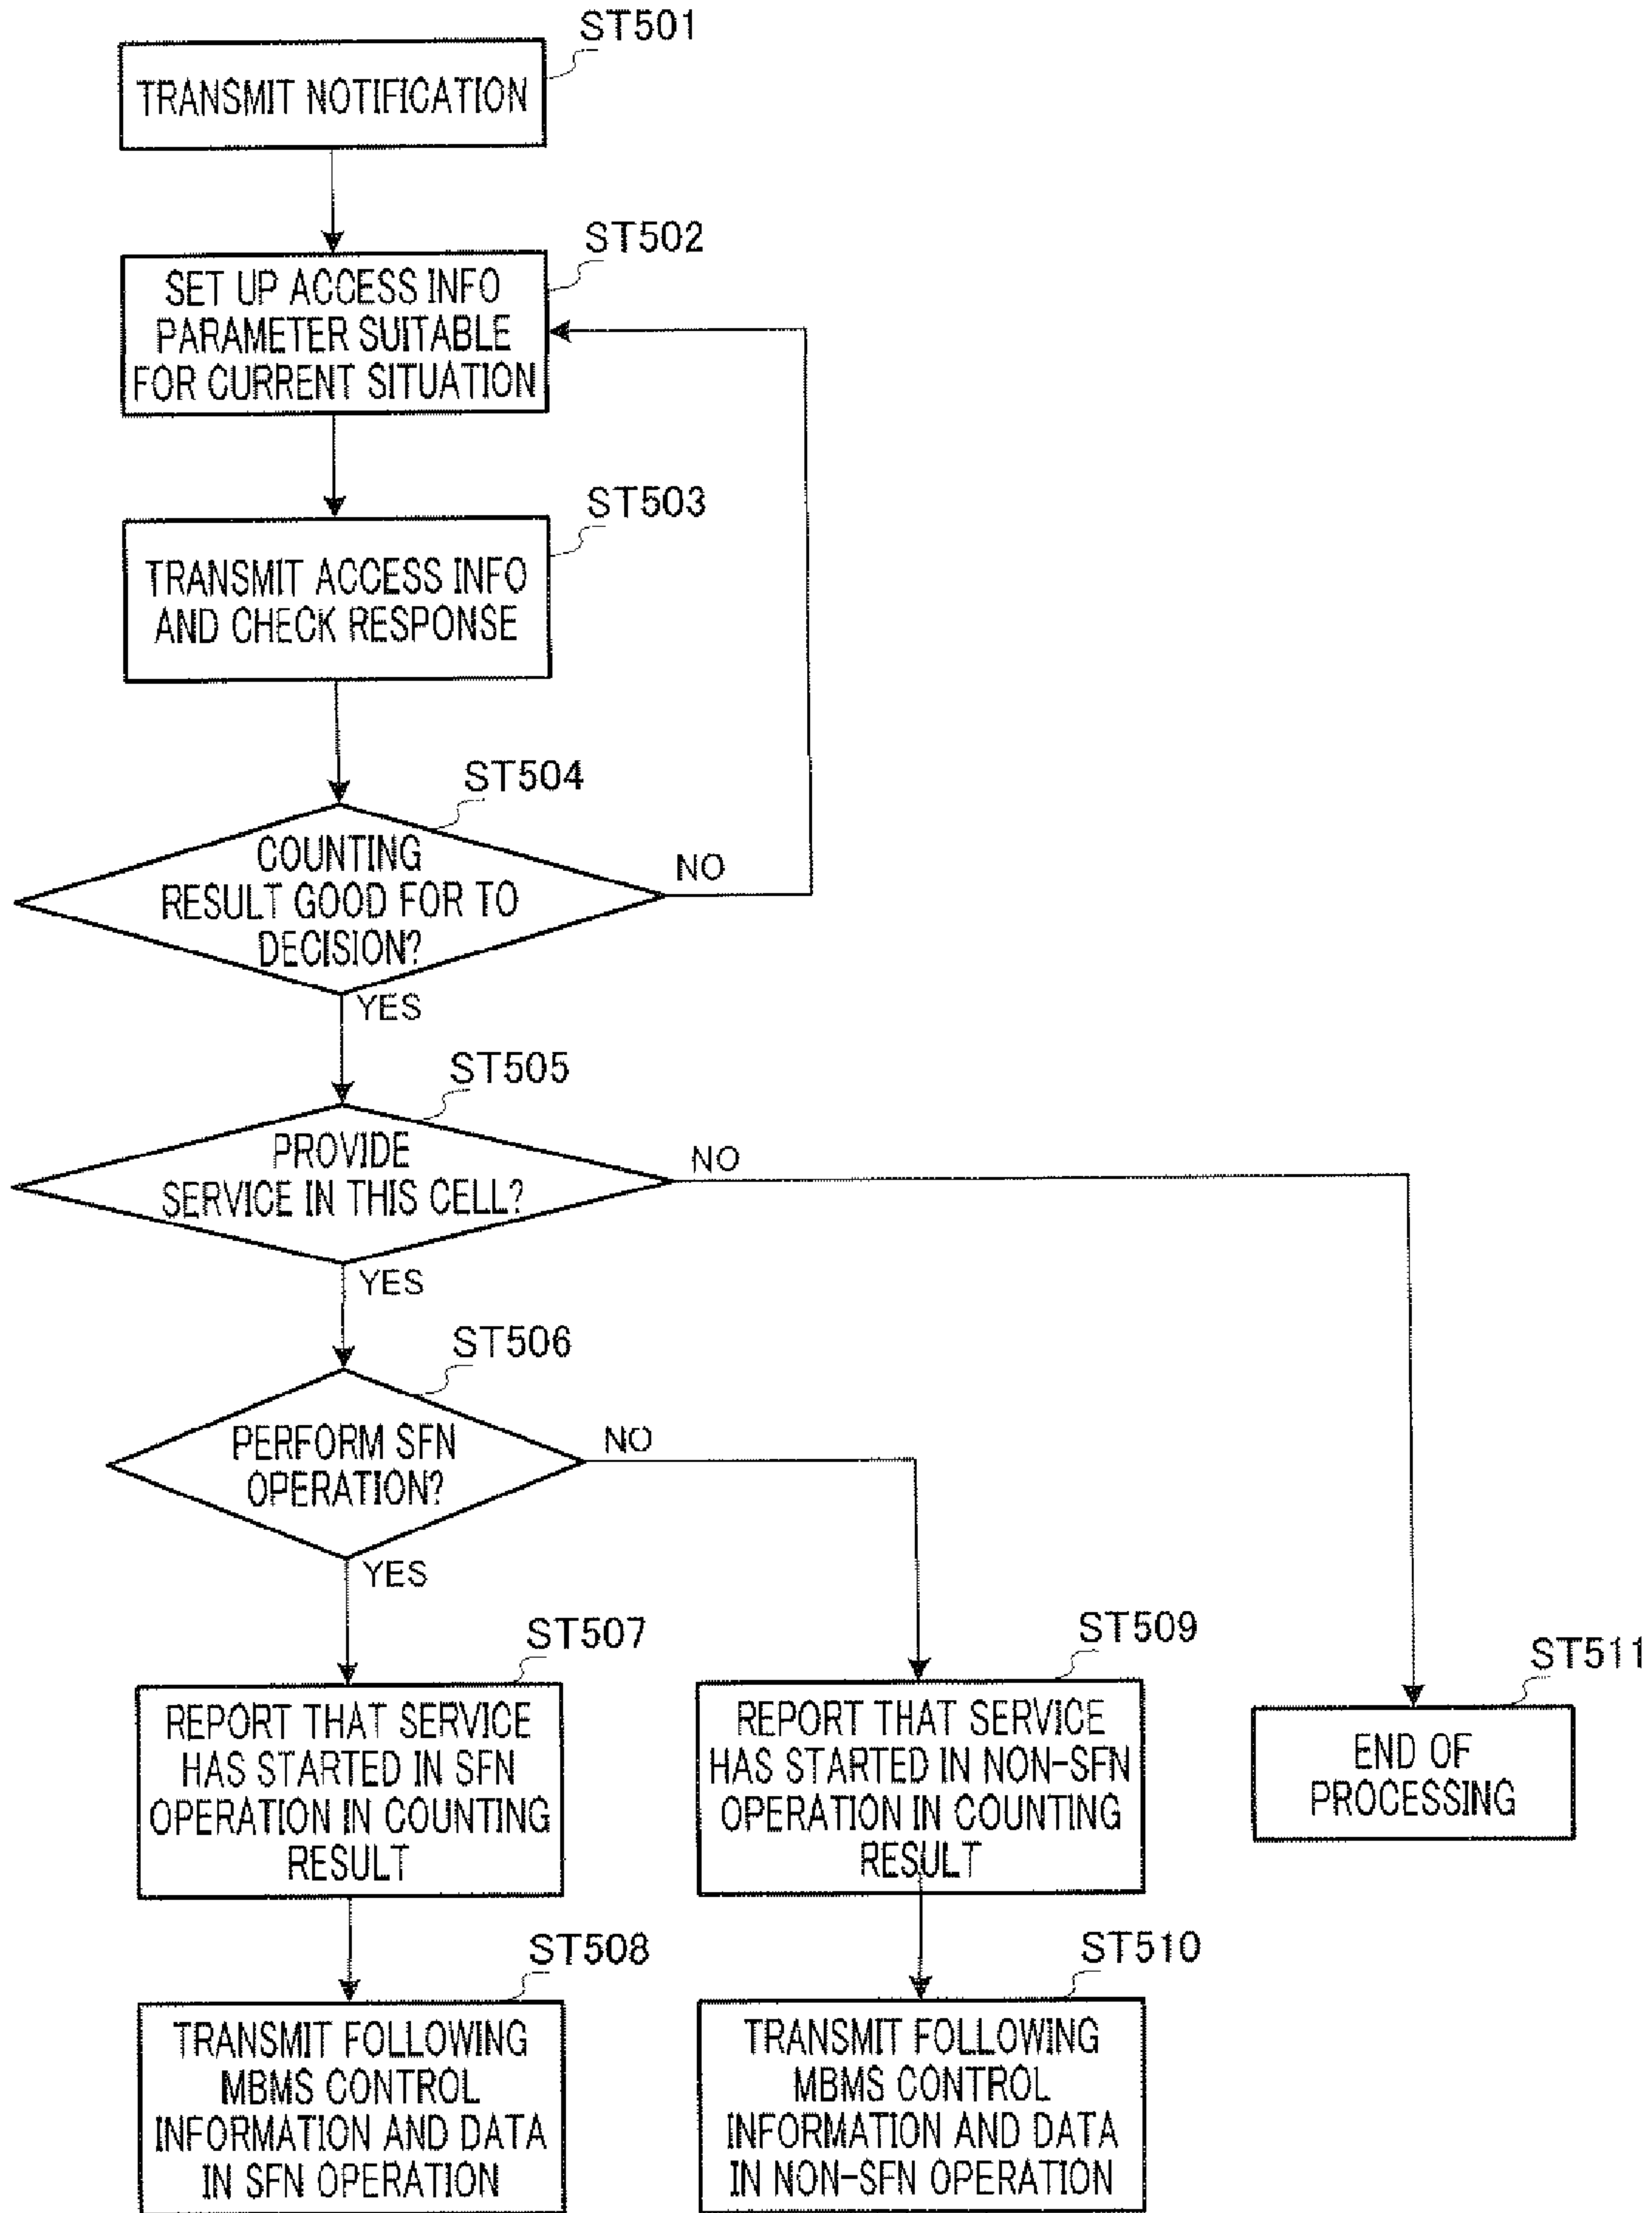 ST501
TRANSMIT NOTIFICATION
ST502
SET UP ACCESS INFO
PARAMETER SUITABLE
FOR CURRENT SITUATION
ST503
TRANSMIT ACCESS INFO
AND CHECK RESPONSE
ST504
COUNTING
RESULT GOOD FOR TO
DECISION?
NO
YES
ST505
PROVIDE
SERVICE IN THIS CELL?
NO
YES
ST506
PERFORM SFN
OPERATION?
NO
YES
ST507
REPORT THAT SERVICE
HAS STARTED IN SFN
OPERATION IN COUNTING
RESULT
ST508
TRANSMIT FOLLOWING
MBMS CONTROL
INFORMATION AND DATA
IN SFN OPERATION
ST509
REPORT THAT SERVICE
HAS STARTED IN NON-SFN
OPERATION IN COUNTING
RESULT
ST510
TRANSMIT FOLLOWING
MBMS CONTROL
INFORMATION AND DATA
IN NON-SFN OPERATION
ST511
END OF
PROCESSING